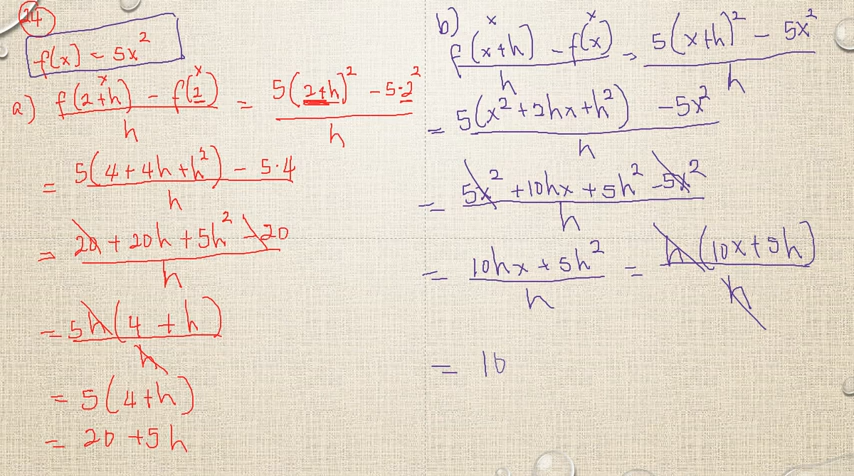 24
f(x) = 5x²
a) f(2+h) - f(2) / h = 5(2+h)² - 5·2² / h
x x
= 5(4 + 4h + h²) - 5·4 / h
= 20 + 20h + 5h² - 20 / h
= 5h(4 + h) / h
= 5(4+h)
= 20 + 5h
b)
x x
f(x+h) - f(x) / h = 5(x+h)² - 5x² / h
= 5(x² + 2hx + h²) - 5x² / h
= 5x² + 10hx + 5h² - 5x² / h
= 10hx + 5h² / h = h(10x + 5h) / h
= 10